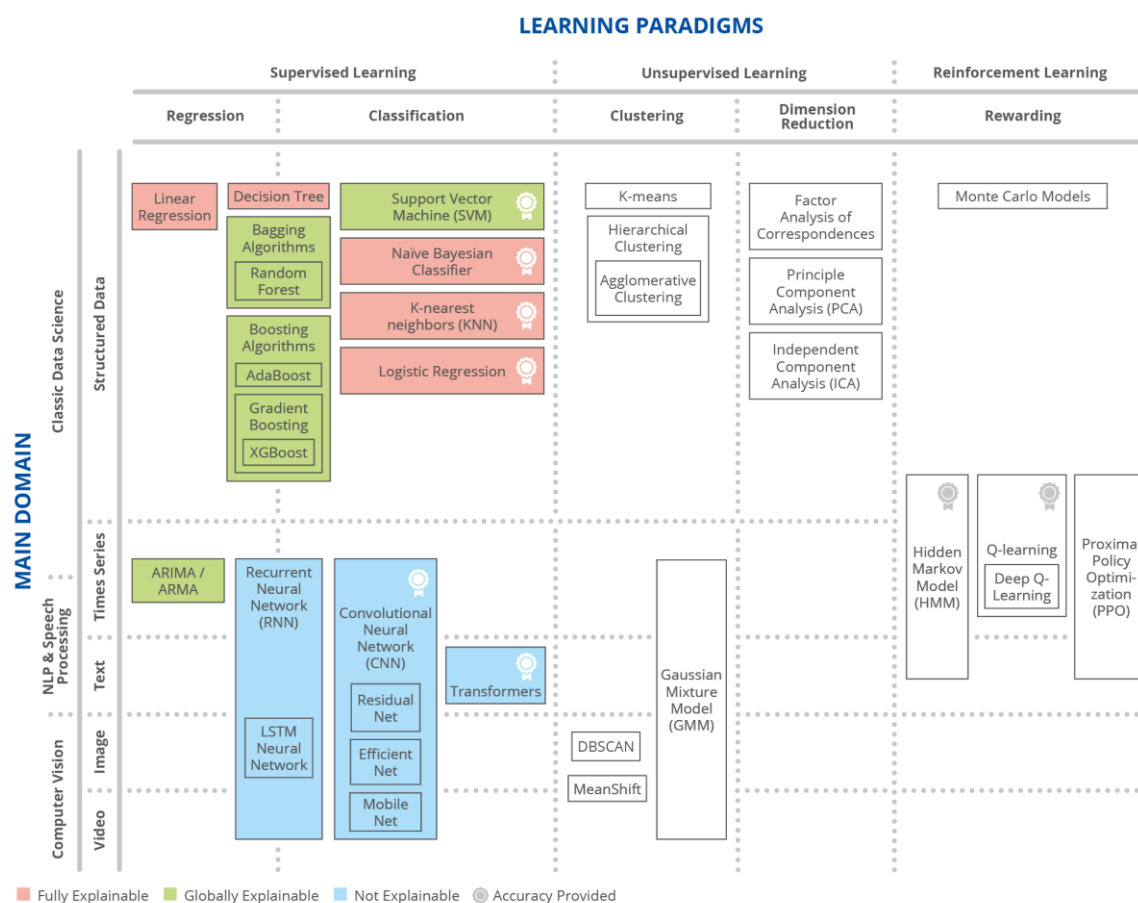 LEARNING PARADIGMS
Supervised Learning
Unsupervised Learning
Reinforcement Learning
Regression
Classification
Clustering
Dimension
Reduction
Rewarding
MAIN DOMAIN
Classic Data Science
Structured Data
Linear
Regression
Decision Tree
Bagging
Algorithms
Random
Forest
Boosting
Algorithms
AdaBoost
Gradient
Boosting
XGBoost
Support Vector
Machine (SVM)
Naïve Bayesian
Classifier
K-nearest
neighbors (KNN)
Logistic Regression
K-means
Hierarchical
Clustering
Agglomerative
Clustering
Factor
Analysis of
Correspondences
Principle
Component
Analysis (PCA)
Independent
Component
Analysis (ICA)
Monte Carlo Models
NLP & Speech
Processing
Times Series
Text
ARIMA /
ARMA
Recurrent
Neural
Network
(RNN)
LSTM
Neural
Network
Convolutional
Neural
Network
(CNN)
Residual
Net
Efficient
Net
Mobile
Net
Transformers
Gaussian
Mixture
Model
(GMM)
Hidden
Markov
Model
(HMM)
Q-learning
Deep Q-
Learning
Proxima
Policy
Optimi-
zation
(PPO)
Computer Vision
Image
Video
DBSCAN
MeanShift
Fully Explainable
Globally Explainable
Not Explainable
Accuracy Provided